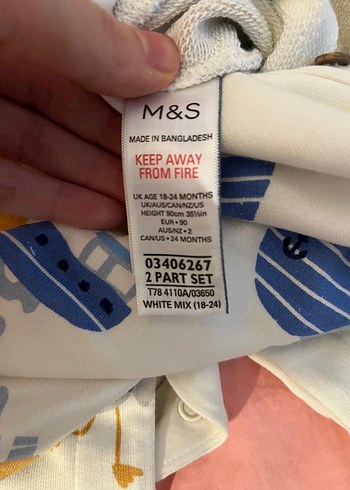 M&S
MADE IN BANGLADESH
KEEP AWAY
FROM FIRE
UK AGE 18-24 MONTHS
UK/AUS/CAN/NZ/US
HEIGHT 90cm 35½in
EUR • 90
AUS/NZ • 2
CAN/US • 24 MONTHS
03406267
2 PART SET
T78 4110A/03650
WHITE MIX (18-24)